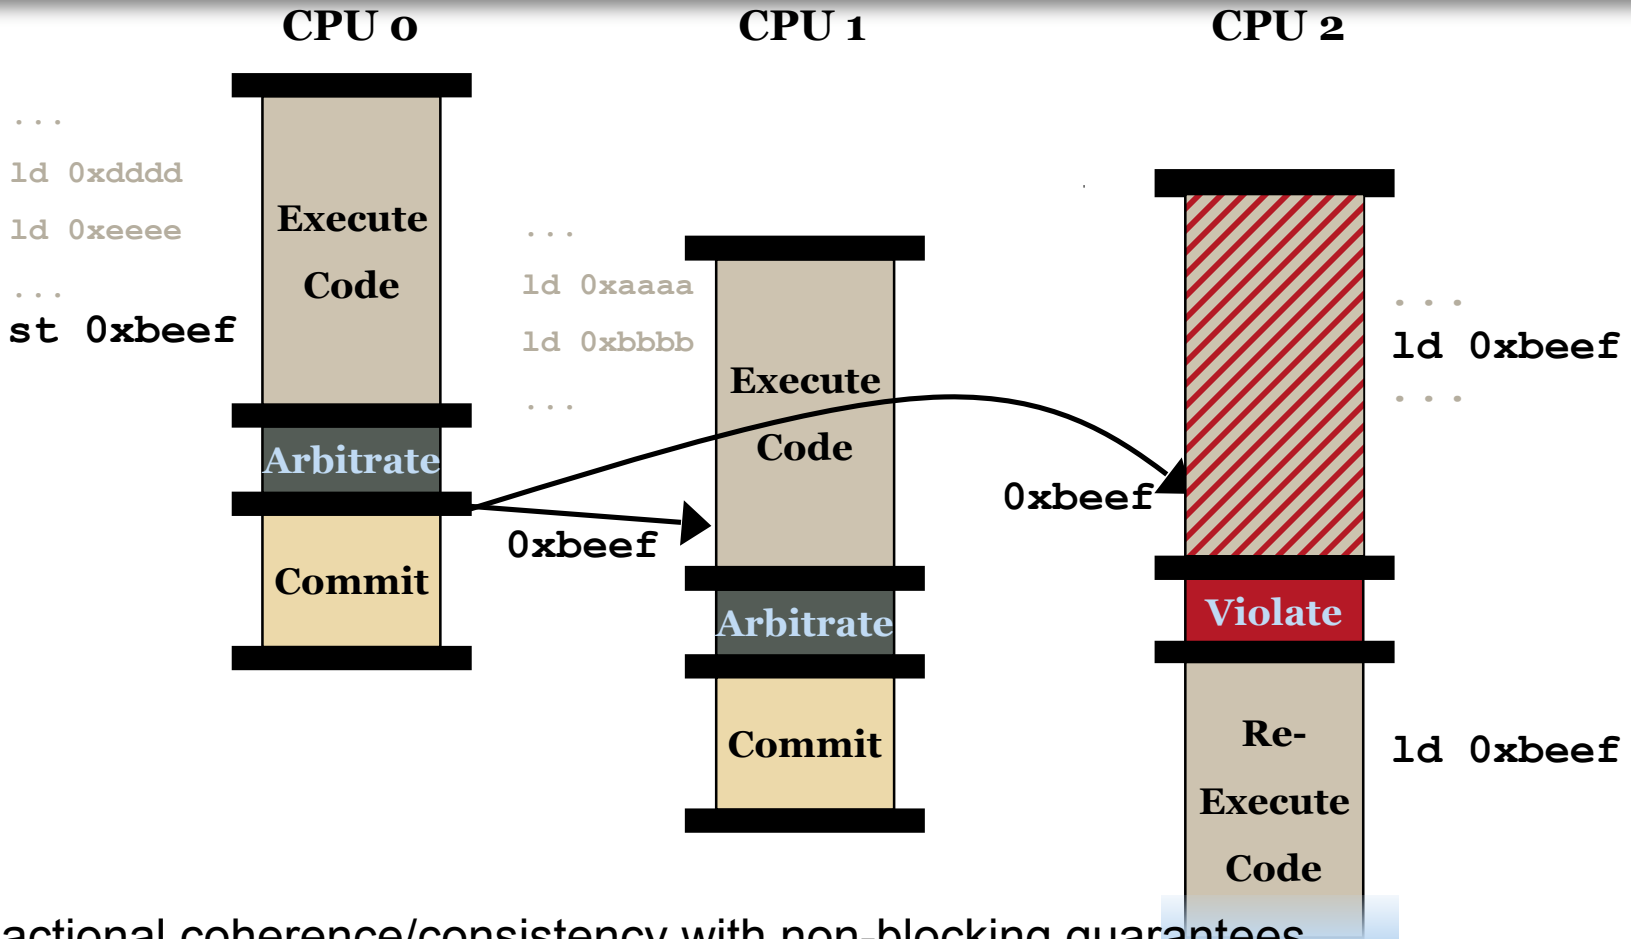 CPU 0
CPU 1
CPU 2
...
ld 0xdddd
ld 0xeeee
...
st 0xbeef
Execute
Code
Arbitrate
Commit
...
ld 0xaaaa
ld 0xbbbb
...
0xbeef
Execute
Code
Arbitrate
Commit
0xbeef
...
ld 0xbeef
...
Violate
Re-
Execute
Code
ld 0xbeef
actional coherence/consistency with non-blocking guarantees